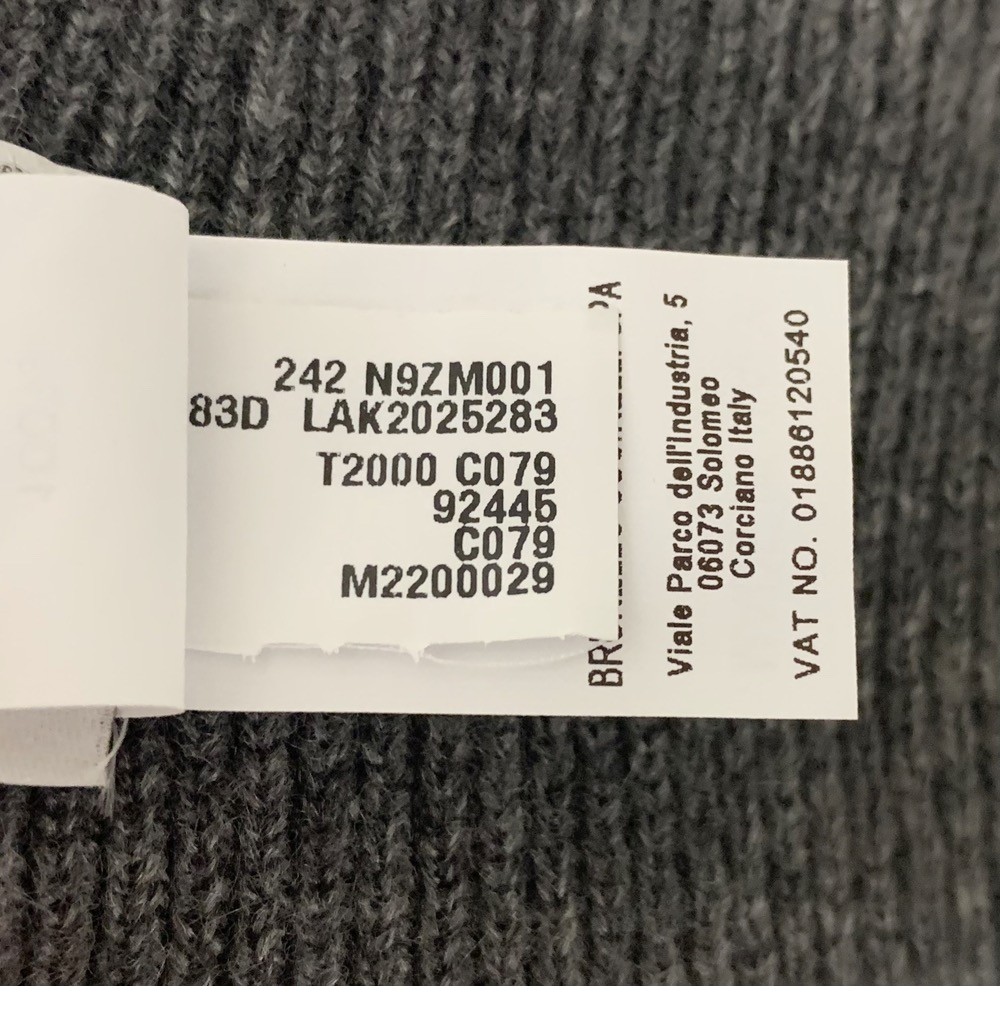 242 N9ZM001
83D LAK2025283
T2000 C079
92445
C079
M2200029
Viale Parco dell'Industria, 5
06073 Solomeo
Corciano Italy
VAT NO. 01886120540